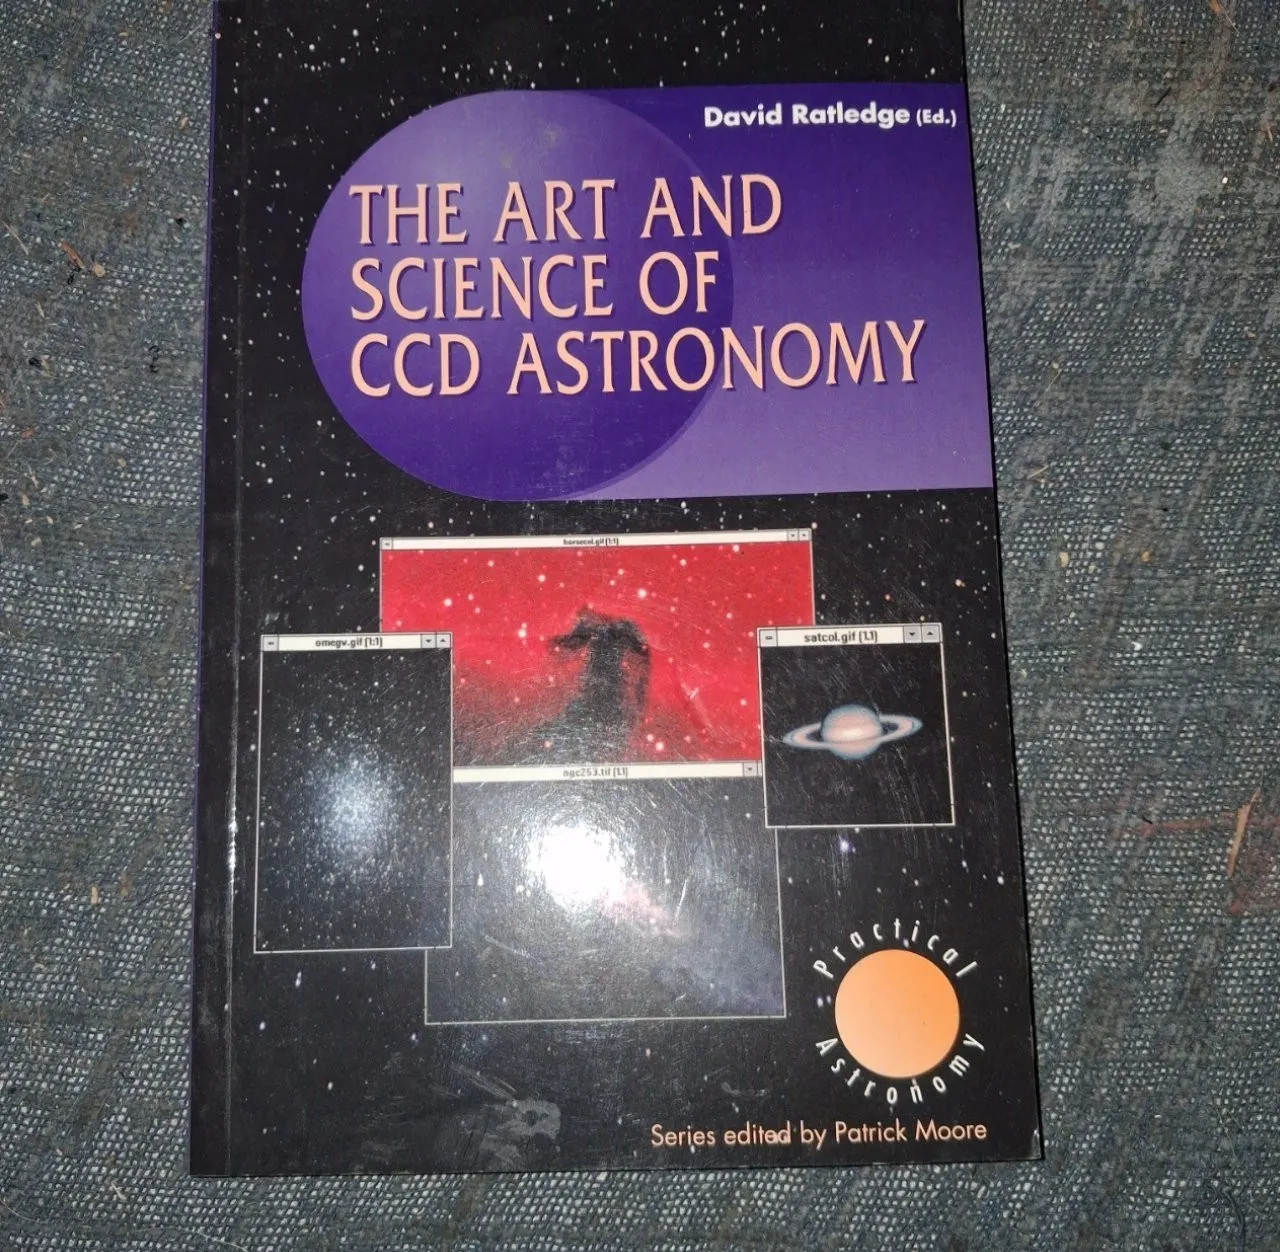 David Ratledge (Ed.)
THE ART AND
SCIENCE OF
CCD ASTRONOMY
horsecol.gif (1:1)
omegv.gif (1:1)
satcol.gif (1.1)
ngc253.tif (1.1)
Practical
Astronomy
Series edited by Patrick Moore